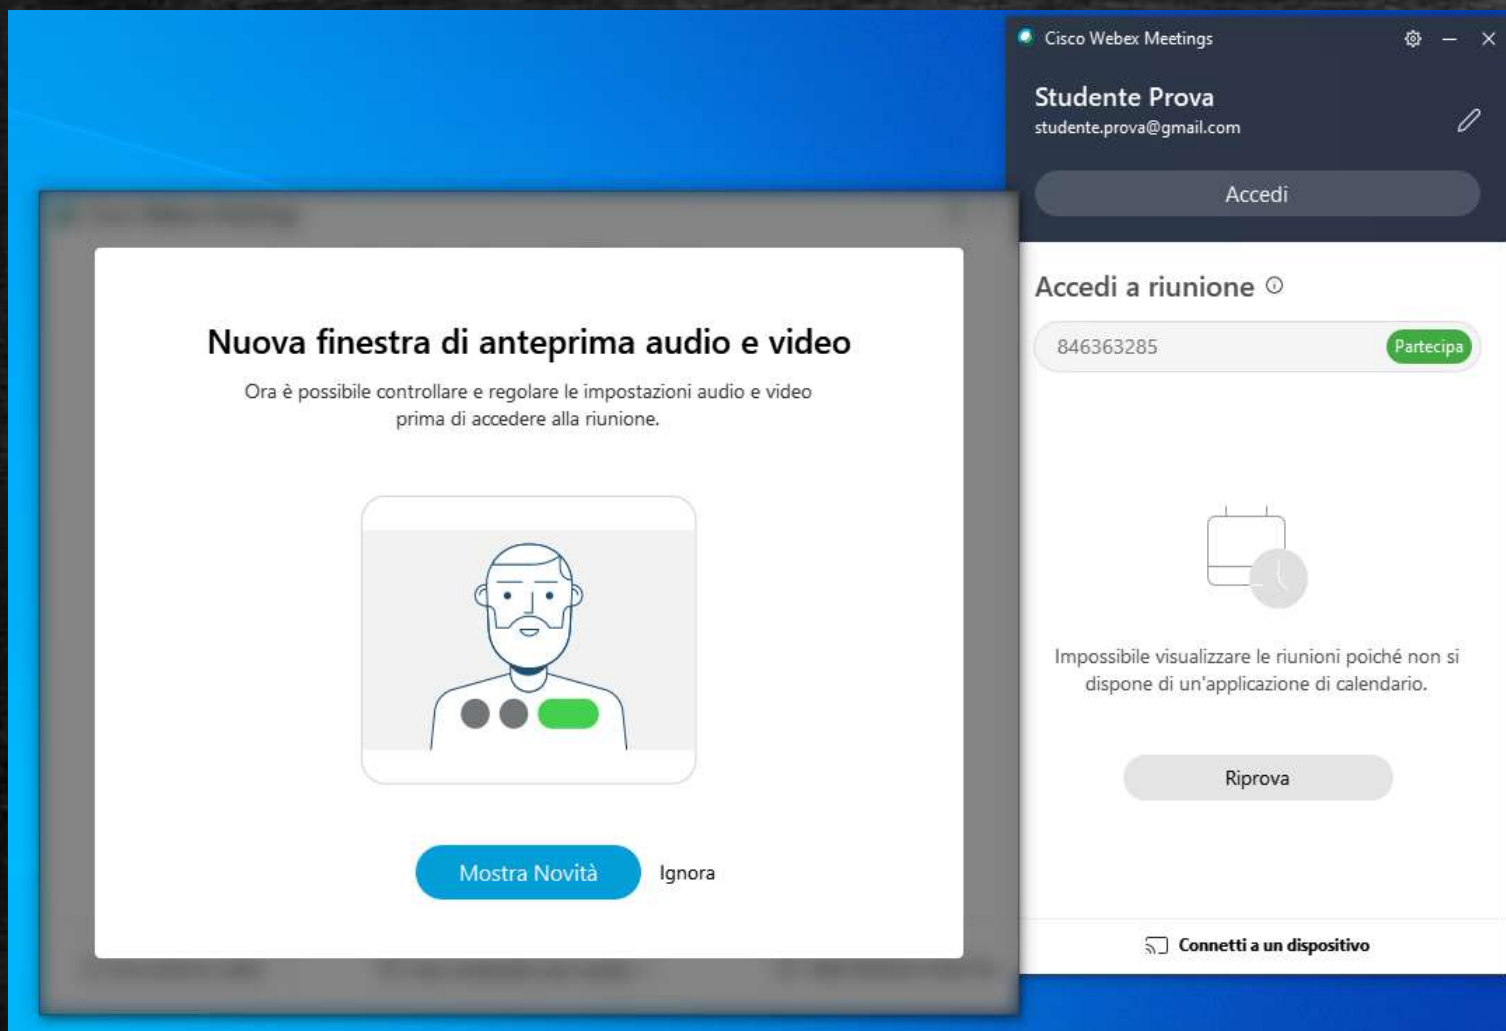 Cisco Webex Meetings
Studente Prova
studente.prova@gmail.com
Accedi
Accedi a riunione
846363285
Partecipa
Impossibile visualizzare le riunioni poiché non si
dispone di un'applicazione di calendario.
Riprova
Connetti a un dispositivo
Nuova finestra di anteprima audio e video
Ora è possibile controllare e regolare le impostazioni audio e video
prima di accedere alla riunione.
Mostra Novità
Ignora